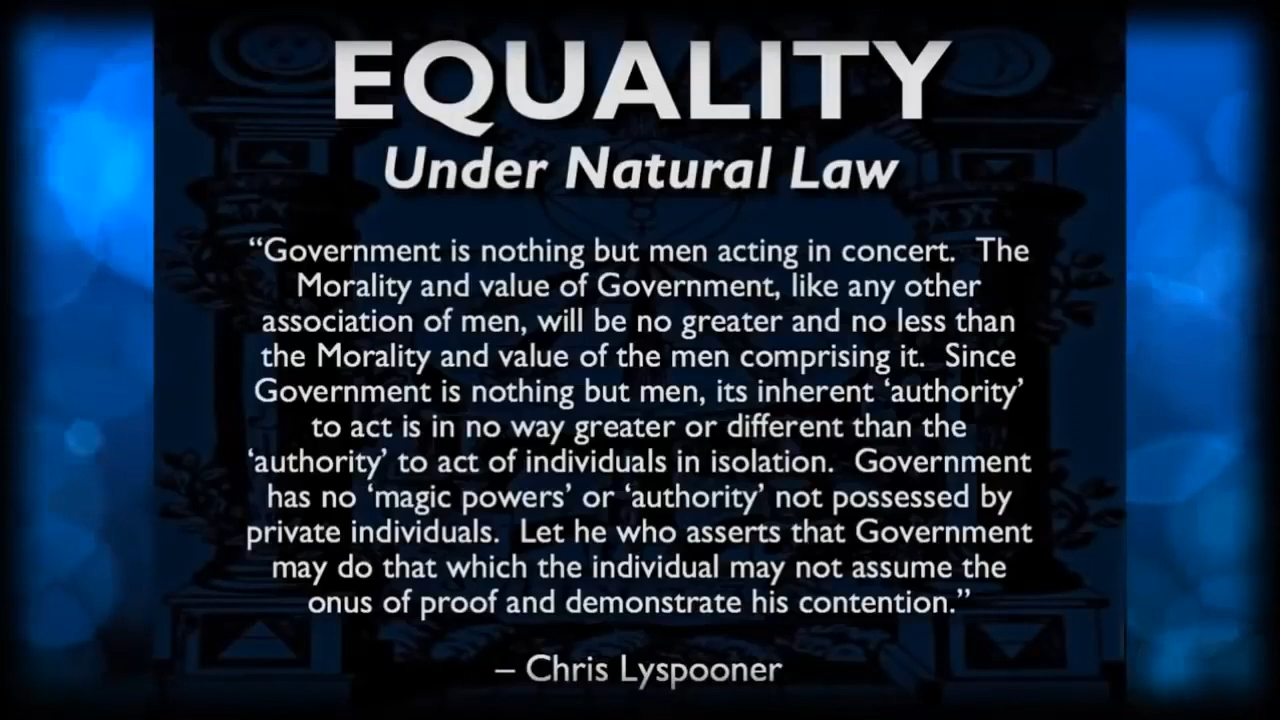 EQUALITY
Under Natural Law
“Government is nothing but men acting in concert.  The
Morality and value of Government, like any other
association of men, will be no greater and no less than
the Morality and value of the men comprising it.  Since
Government is nothing but men, its inherent ‘authority’
to act is in no way greater or different than the
‘authority’ to act of individuals in isolation.  Government
has no ‘magic powers’ or ‘authority’ not possessed by
private individuals.  Let he who asserts that Government
may do that which the individual may not assume the
onus of proof and demonstrate his contention.”
– Chris Lyspooner